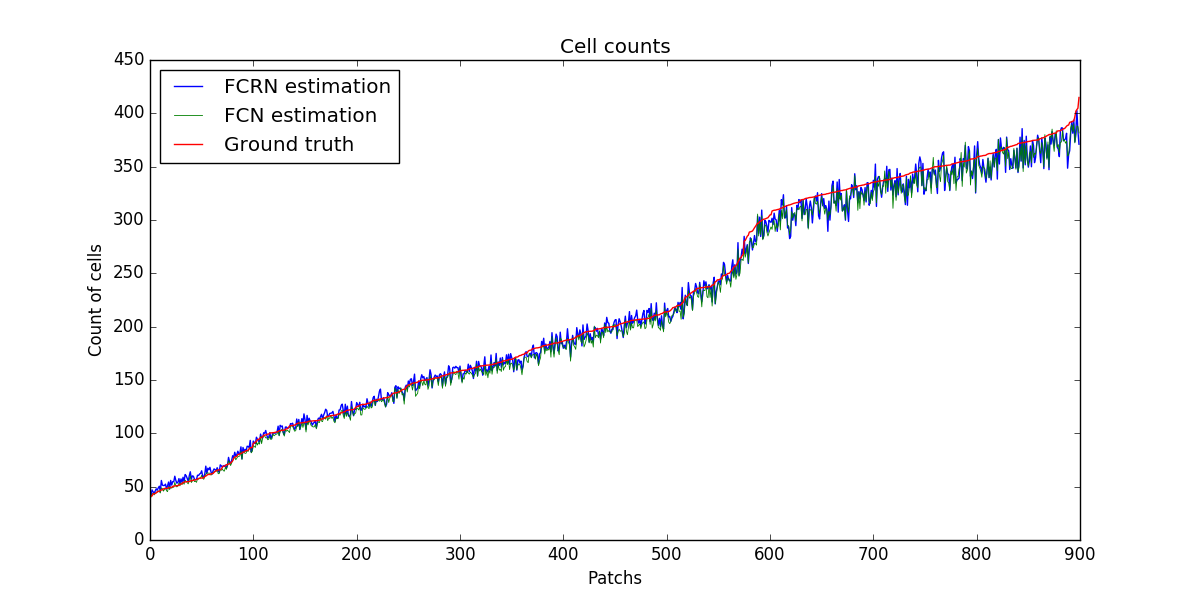 Cell counts
450
400
350
300
250
200
150
100
50
0
FCRN estimation
FCN estimation
Ground truth
Count of cells
0 100 200 300 400 500 600 700 800 900
Patchs